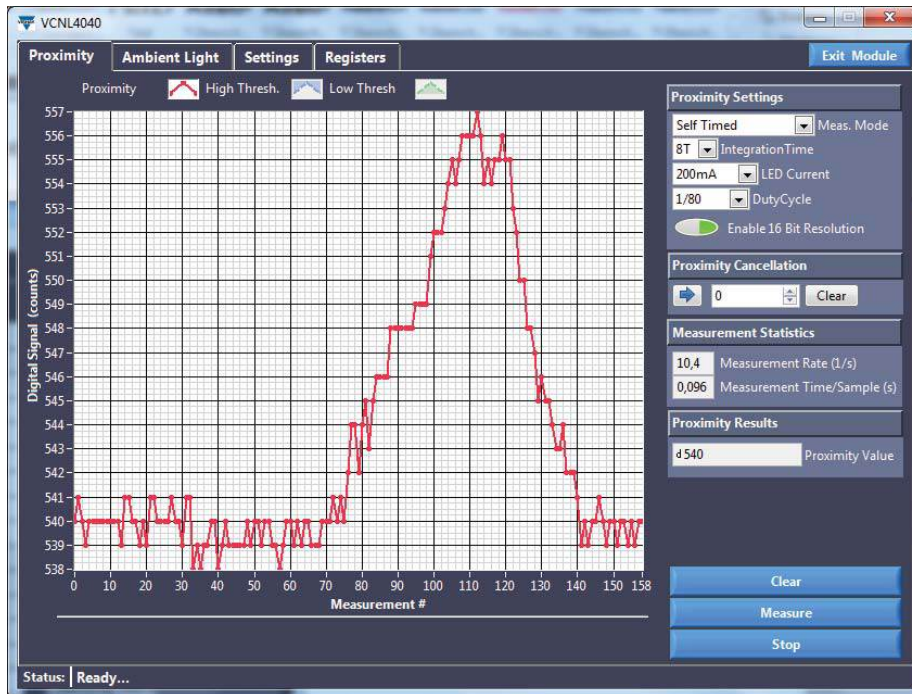 VCNL4040
Proximity Ambient Light Settings Registers
Exit Module
Proximity High Thresh. Low Thresh
Digital Signal (counts)
557
556
555
554
553
552
551
550
549
548
547
546
545
544
543
542
541
540
539
538
0 10 20 30 40 50 60 70 80 90 100 110 120 130 140 150 158
Measurement #
Proximity Settings
Self Timed Meas. Mode
8T IntegrationTime
200mA LED Current
1/80 DutyCycle
Enable 16 Bit Resolution
Proximity Cancellation
0 Clear
Measurement Statistics
10,4 Measurement Rate (1/s)
0,096 Measurement Time/Sample (s)
Proximity Results
d 540 Proximity Value
Clear
Measure
Stop
Status: Ready...